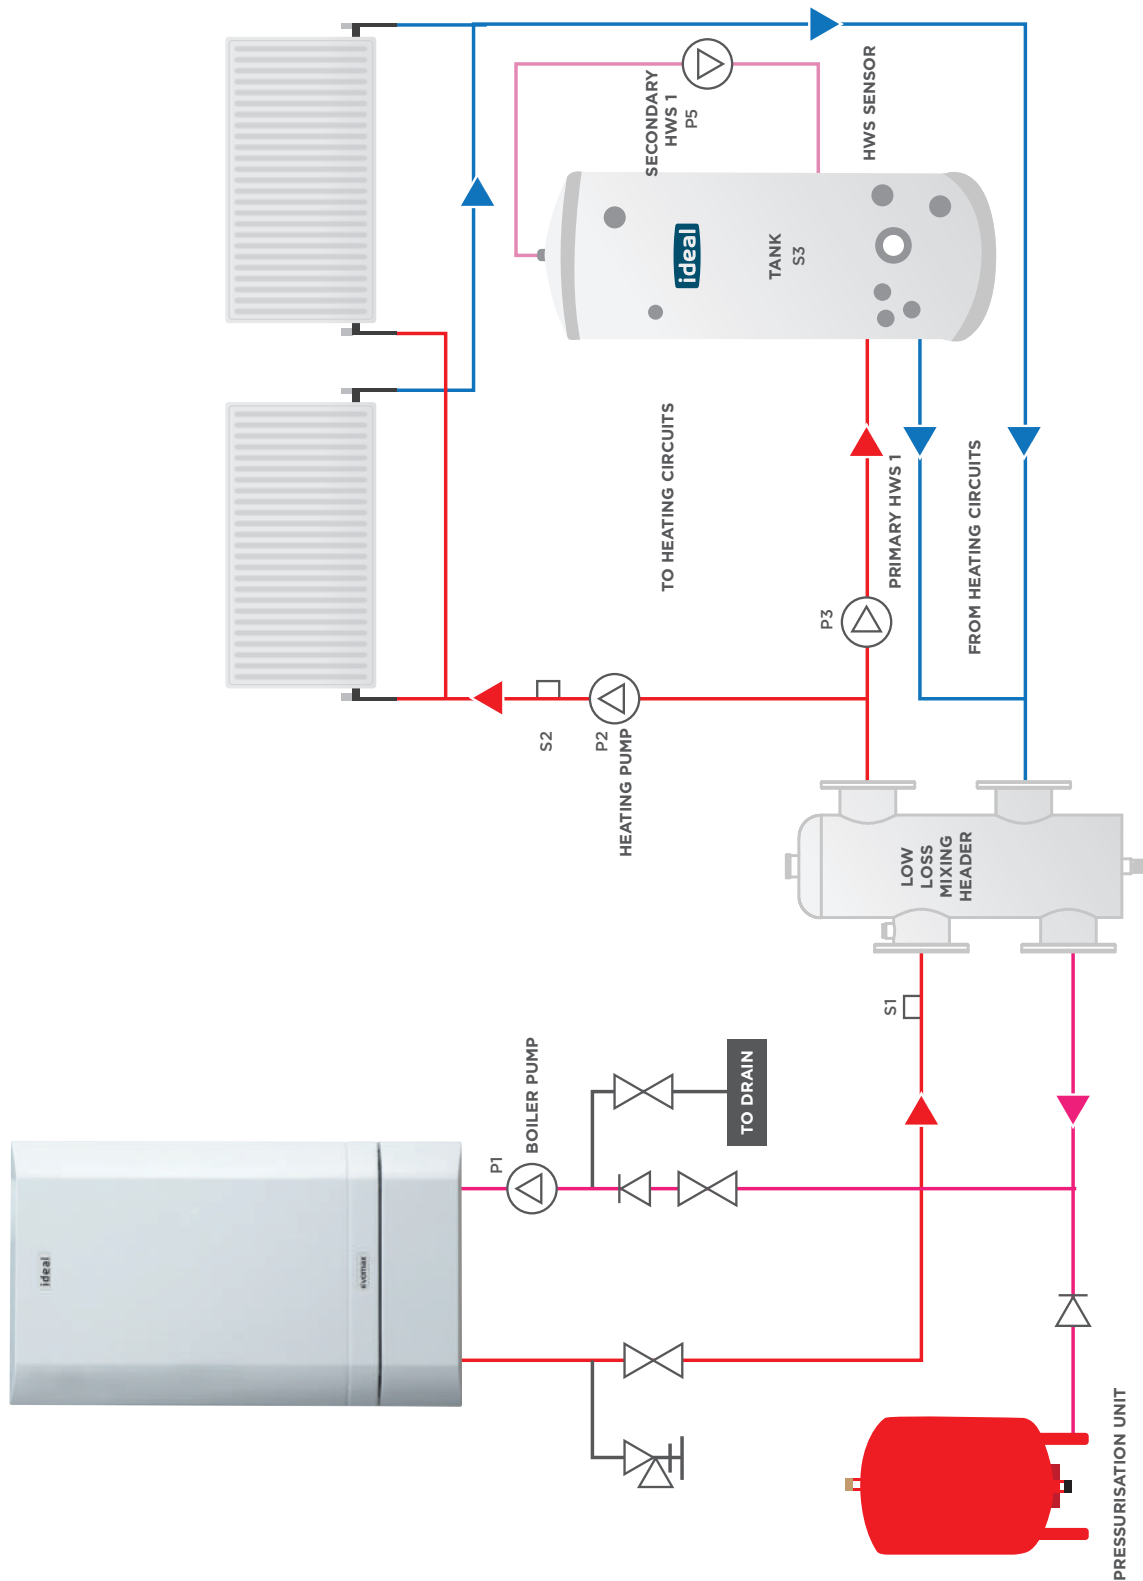 PRESSURISATION UNIT
ideal
evomax
P1
BOILER PUMP
TO DRAIN
S1
LOW
LOSS
MIXING
HEADER
S2
P2
HEATING PUMP
P3
PRIMARY HWS 1
TO HEATING CIRCUITS
FROM HEATING CIRCUITS
ideal
TANK
S3
SECONDARY
HWS 1
P5
HWS SENSOR